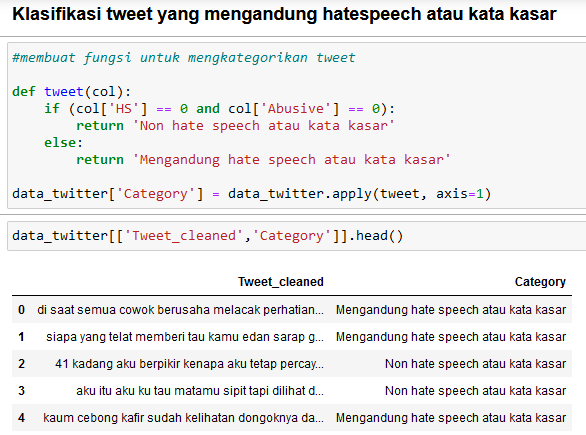 Klasifikasi tweet yang mengandung hatespeech atau kata kasar
#membuat fungsi untuk mengkategorikan tweet
def tweet(col):
    if (col['HS'] == 0 and col['Abusive'] == 0):
        return 'Non hate speech atau kata kasar'
    else:
        return 'Mengandung hate speech atau kata kasar'
data_twitter['Category'] = data_twitter.apply(tweet, axis=1)
data_twitter[['Tweet_cleaned','Category']].head()
Tweet_cleaned Category
0 di saat semua cowok berusaha melacak perhatian... Mengandung hate speech atau kata kasar
1 siapa yang telat memberi tau kamu edan sarap g... Mengandung hate speech atau kata kasar
2 41 kadang aku berpikir kenapa aku tetap percay... Non hate speech atau kata kasar
3 aku itu aku ku tau matamu sipit tapi dilihat d... Non hate speech atau kata kasar
4 kaum cebong kafir sudah kelihatan dongoknya da... Mengandung hate speech atau kata kasar